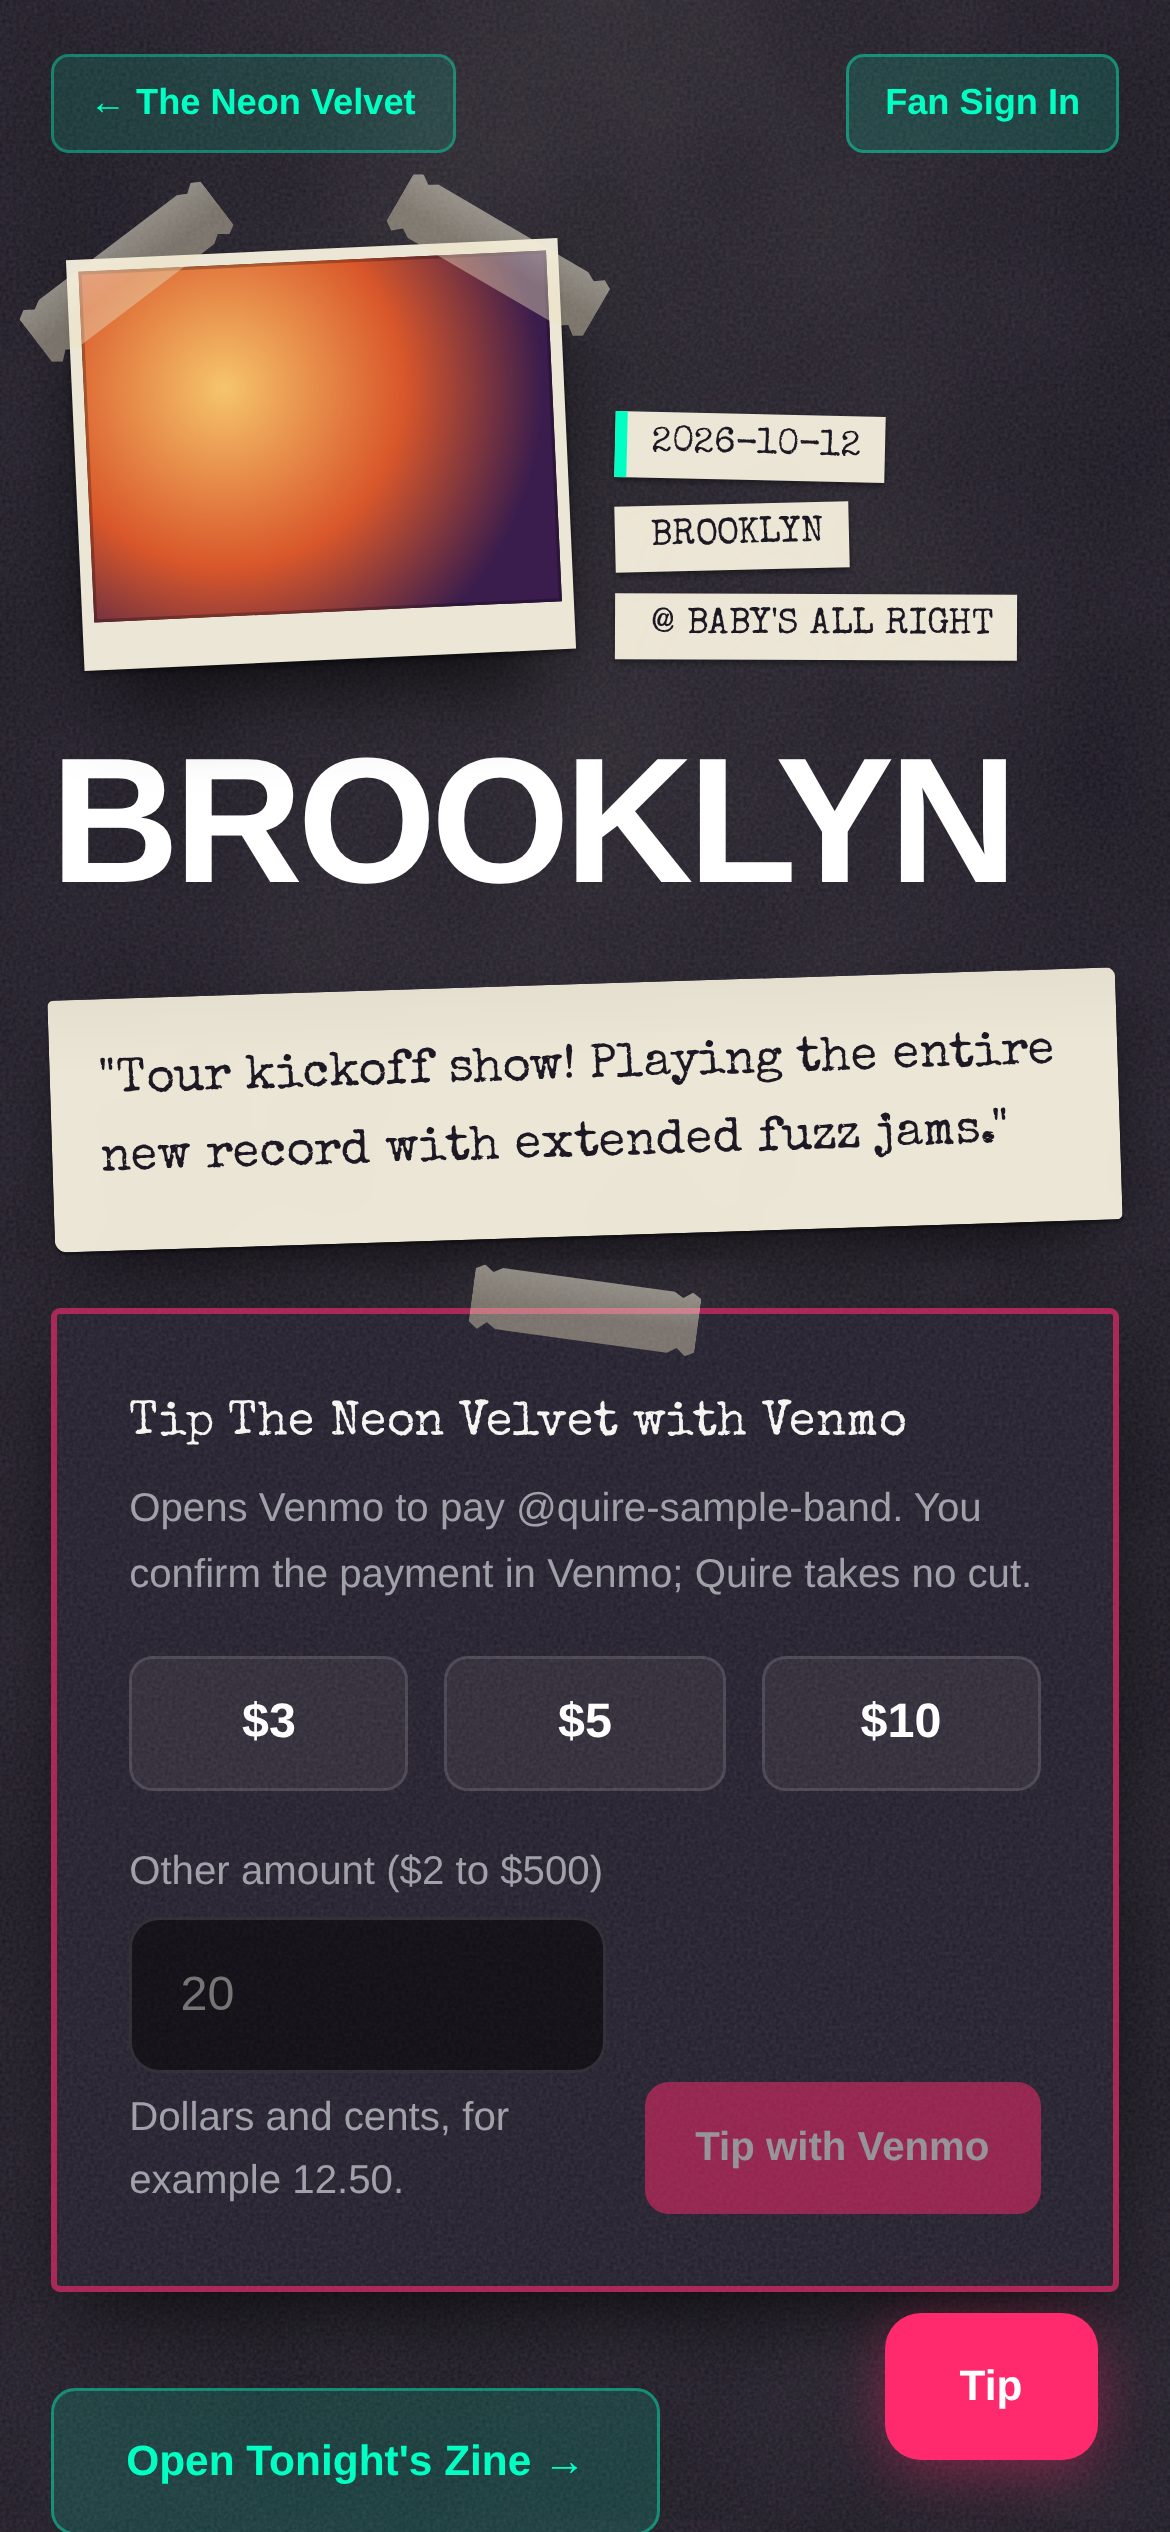 ← The Neon Velvet
Fan Sign In
2026-10-12
BROOKLYN
@ BABY'S ALL RIGHT
BROOKLYN
"Tour kickoff show! Playing the entire
new record with extended fuzz jams."
Tip The Neon Velvet with Venmo
Opens Venmo to pay @quire-sample-band. You
confirm the payment in Venmo; Quire takes no cut.
$3
$5
$10
Other amount ($2 to $500)
20
Dollars and cents, for
example 12.50.
Tip with Venmo
Tip
Open Tonight's Zine →